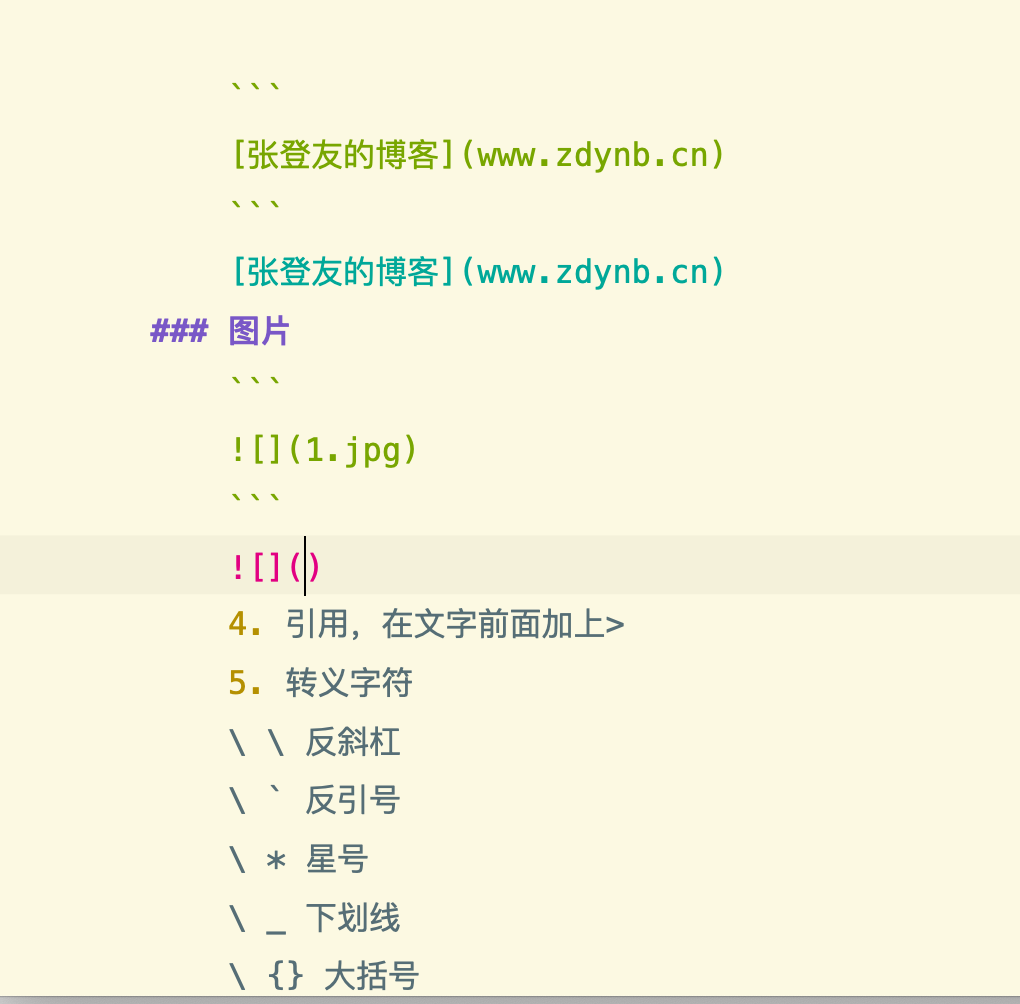 ```
[张登友的博客](www.zdynb.cn)
```
[张登友的博客](www.zdynb.cn)
### 图片
```
![](1.jpg)
```
![]()
4. 引用，在文字前面加上>
5. 转义字符
\ \ 反斜杠
\ ` 反引号
\ * 星号
\ _ 下划线
\ {} 大括号